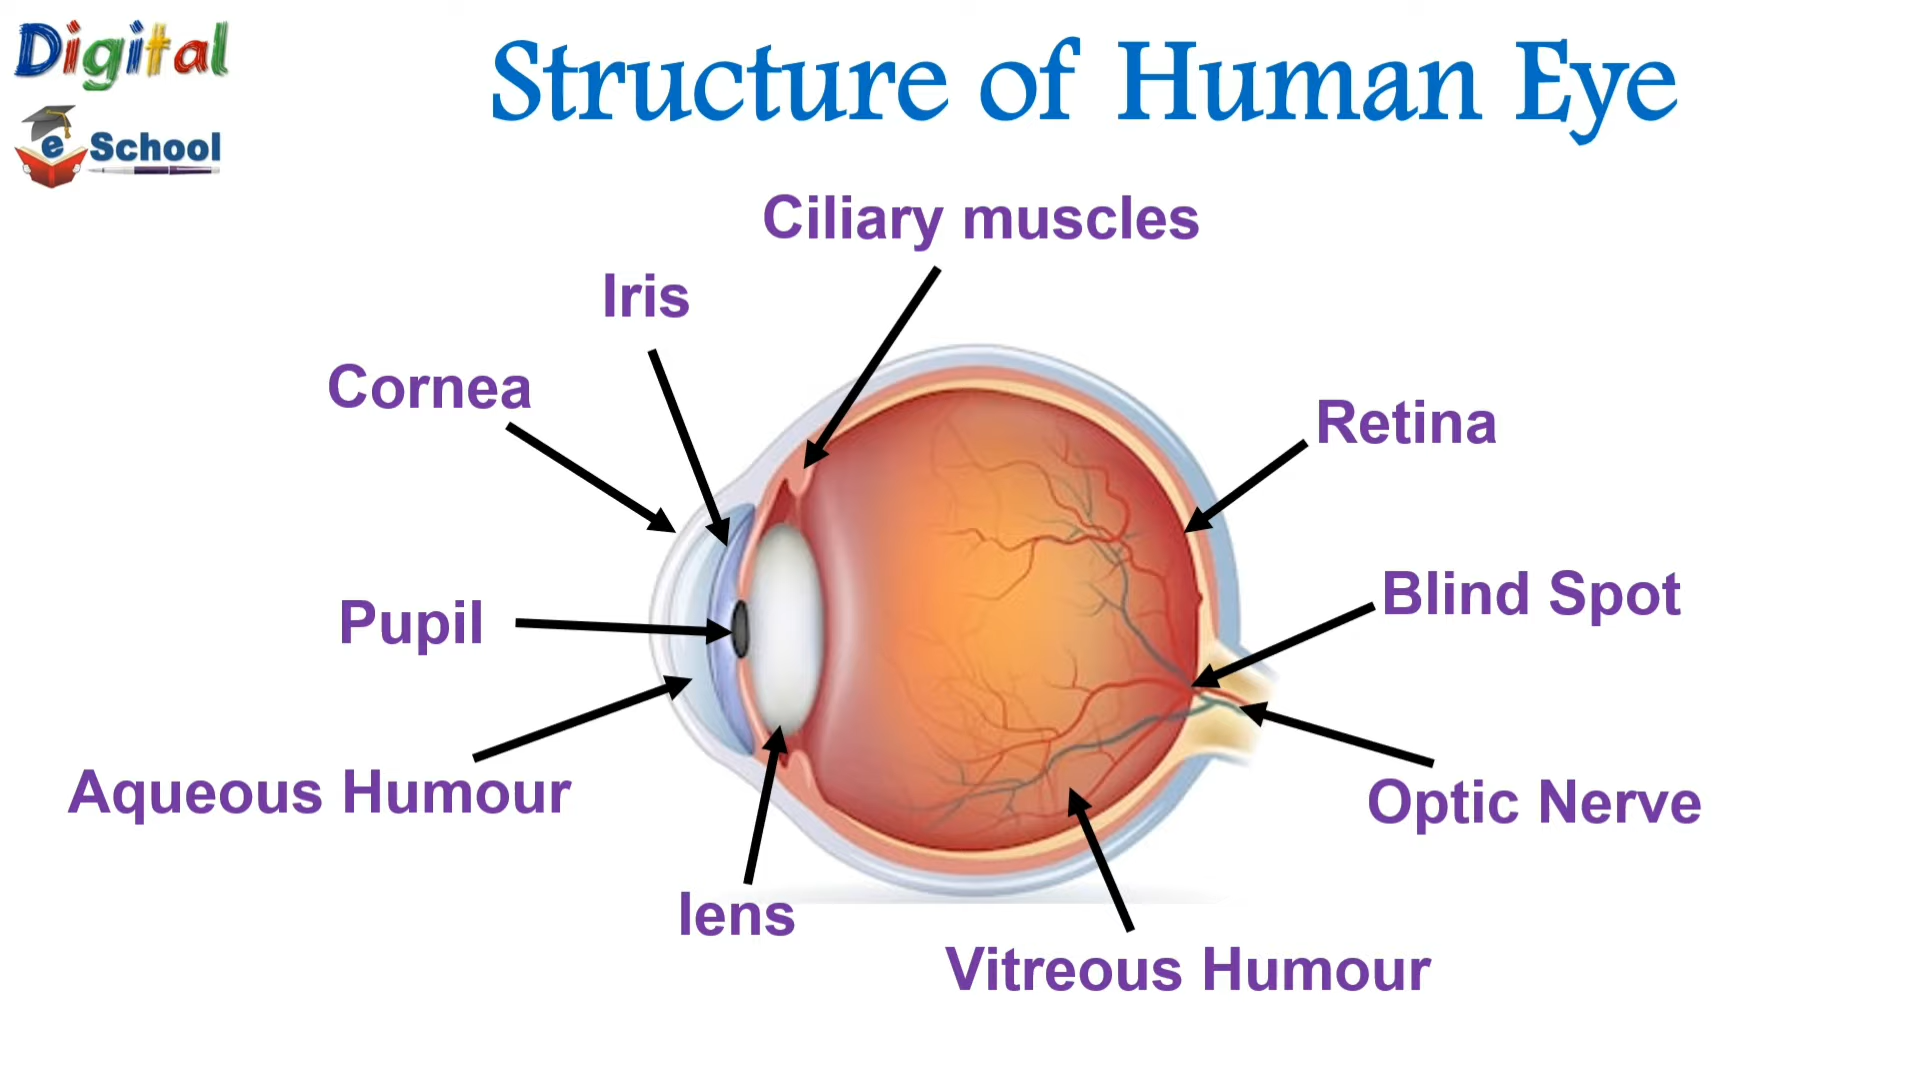 Digital
e School
Structure of Human Eye
Ciliary muscles
Iris
Cornea
Retina
Blind Spot
Pupil
Aqueous Humour
Optic Nerve
lens
Vitreous Humour